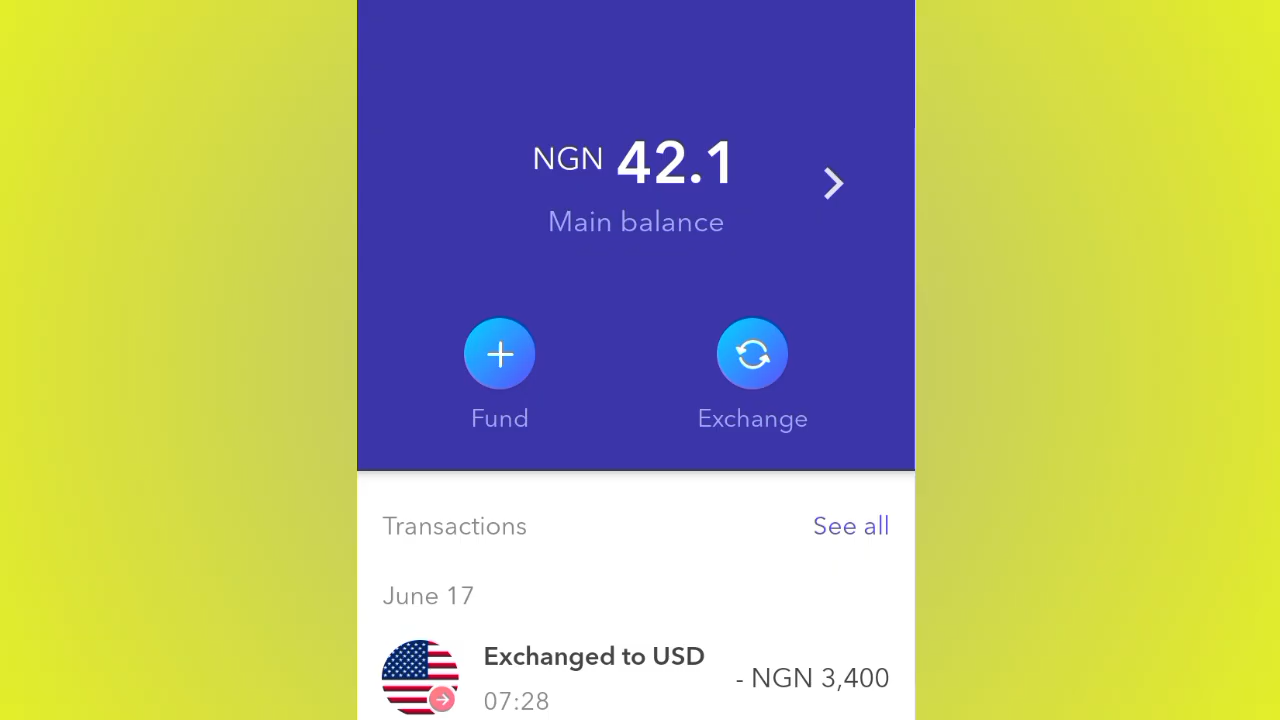 NGN 42.1
Main balance
Fund Exchange
Transactions See all
June 17
Exchanged to USD
- NGN 3,400
07:28